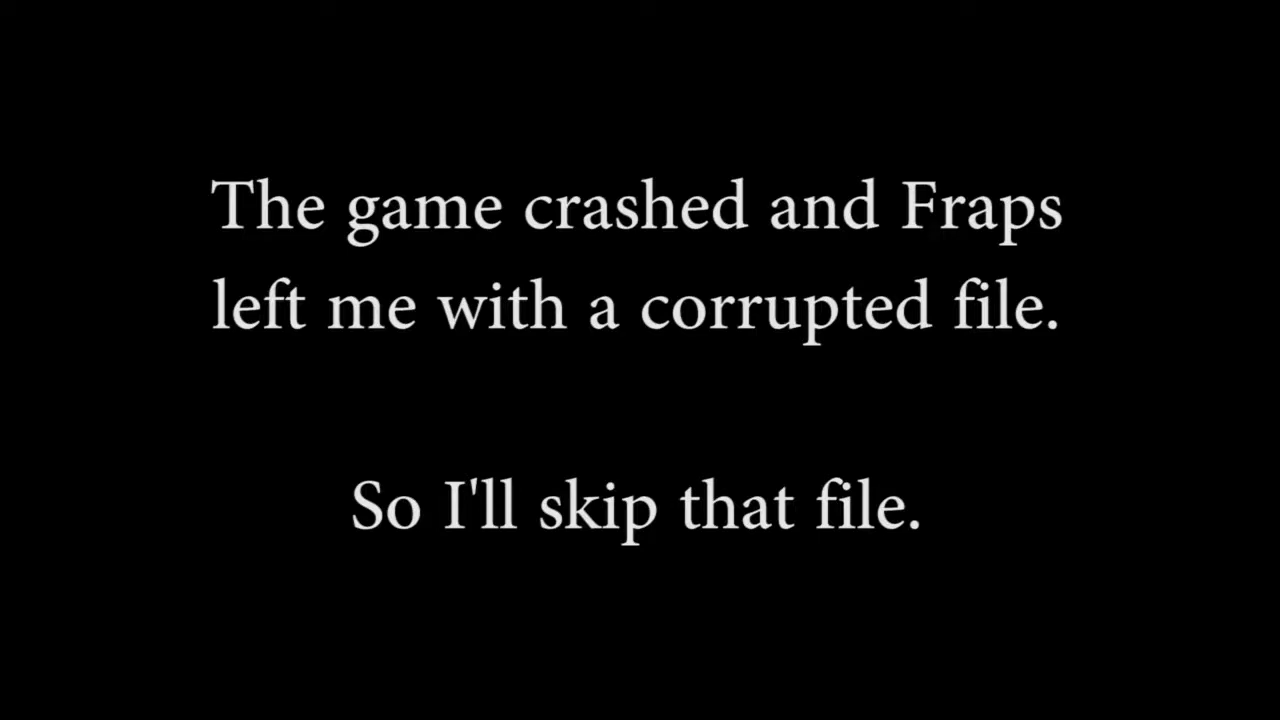 The game crashed and Fraps
left me with a corrupted file.
So I'll skip that file.